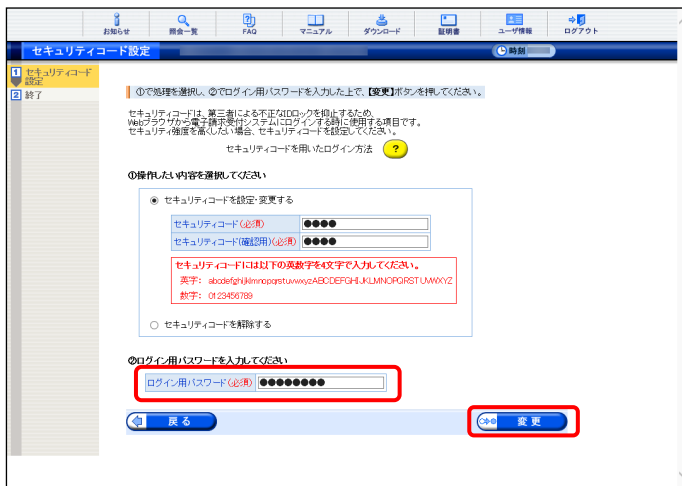 お知らせ 照会一覧 FAQ マニュアル ダウンロード 証明書 ユーザ情報 ログアウト
セキュリティコード設定 時刻
1 セキュリティコード設定
2 終了
①で処理を選択し、②でログイン用パスワードを入力した上で、【変更】ボタンを押してください。
セキュリティコードは、第三者による不正なIDロックを抑止するため、
Webブラウザから電子請求受付システムにログインする時に使用する項目です。
セキュリティ強度を高くしたい場合、セキュリティコードを設定してください。
セキュリティコードを用いたログイン方法 ?
①操作したい内容を選択してください
セキュリティコードを設定・変更する
セキュリティコード(必須) ●●●●
セキュリティコード(確認用)(必須) ●●●●
セキュリティコードには以下の英数字を4文字で入力してください。
英字: abcdefghijklmnopqrstuvwxyzABCDEFGHIJKLMNOPQRSTUVWXYZ
数字: 0123456789
セキュリティコードを解除する
②ログイン用パスワードを入力してください
ログイン用パスワード(必須) ●●●●●●●●
戻る 変更